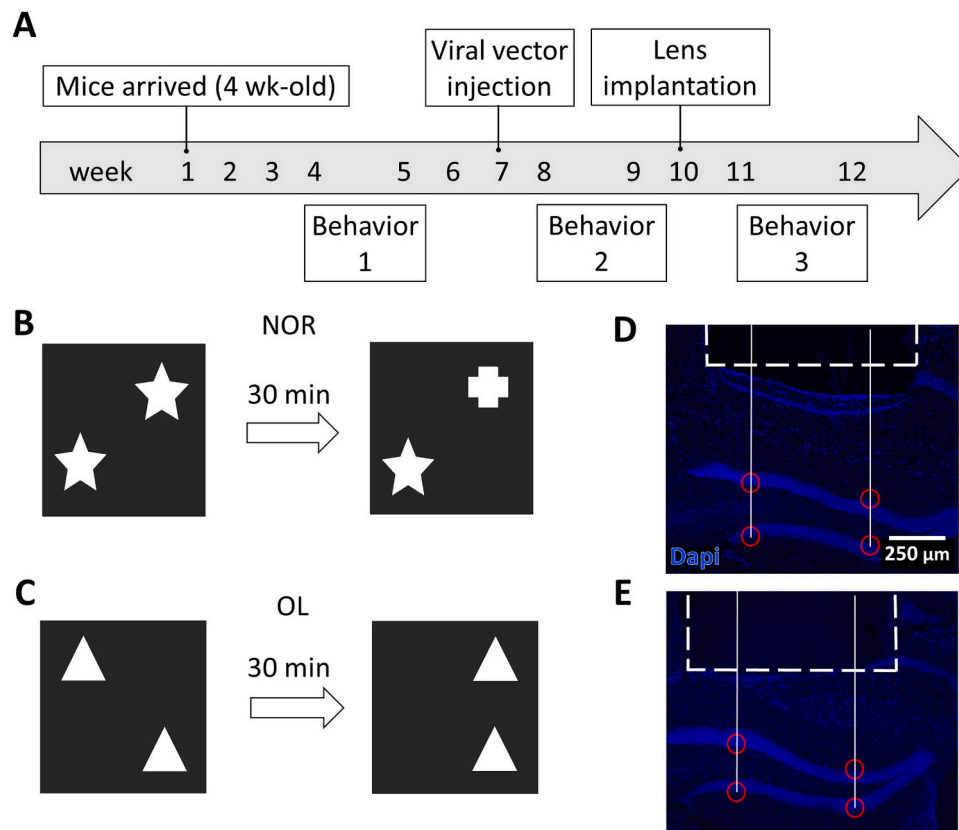 A
Mice arrived (4 wk-old)
Viral vector
injection
Lens
implantation
week 1 2 3 4 5 6 7 8 9 10 11 12
Behavior
1
Behavior
2
Behavior
3
B
NOR
30 min
C
OL
30 min
D
Dapi
250 µm
E